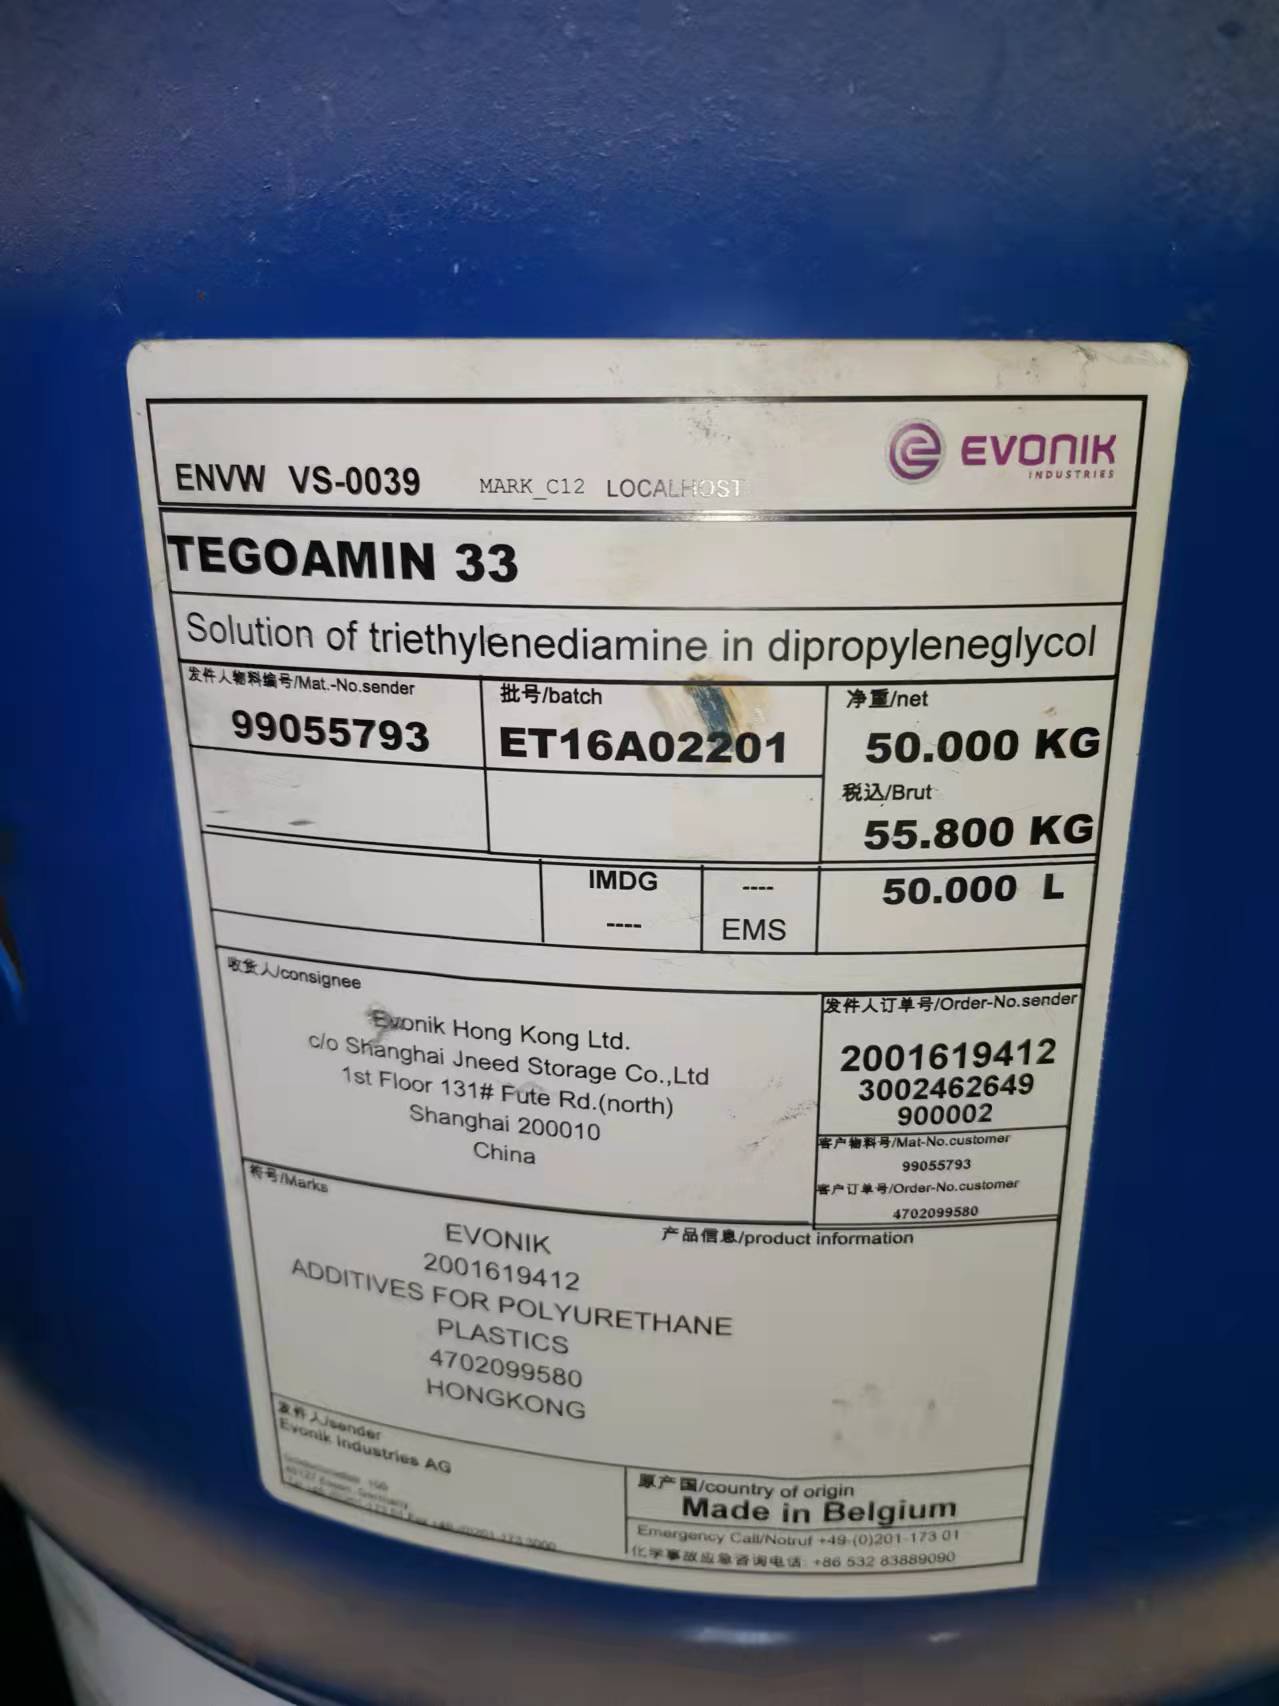 EVONIK
INDUSTRIES
ENVW VS-0039 MARK_C12 LOCALHOST
TEGOAMIN 33
Solution of triethylenediamine in dipropyleneglycol
发件人物料编号/Mat.-No.sender
99055793
批号/batch
ET16A02201
净重/net
50.000 KG
税込/Brut
55.800 KG
IMDG
----
----
EMS
50.000 L
收货人/consignee
Evonik Hong Kong Ltd.
c/o Shanghai Jneed Storage Co.,Ltd
1st Floor 131# Fute Rd.(north)
Shanghai 200010
China
发件人订单号/Order-No.sender
2001619412
3002462649
900002
客户物料号/Mat-No.customer
99055793
客户订单号/Order-No.customer
4702099580
符号/Marks
EVONIK
2001619412
ADDITIVES FOR POLYURETHANE
PLASTICS
4702099580
HONGKONG
产品信息/product information
发件人/sender
Evonik Industries AG
45127 Essen, Germany
原产国/country of origin
Made in Belgium
Emergency Call/Notruf +49-(0)201-173 01
化学事故应急咨询电话: +86 532 83889090